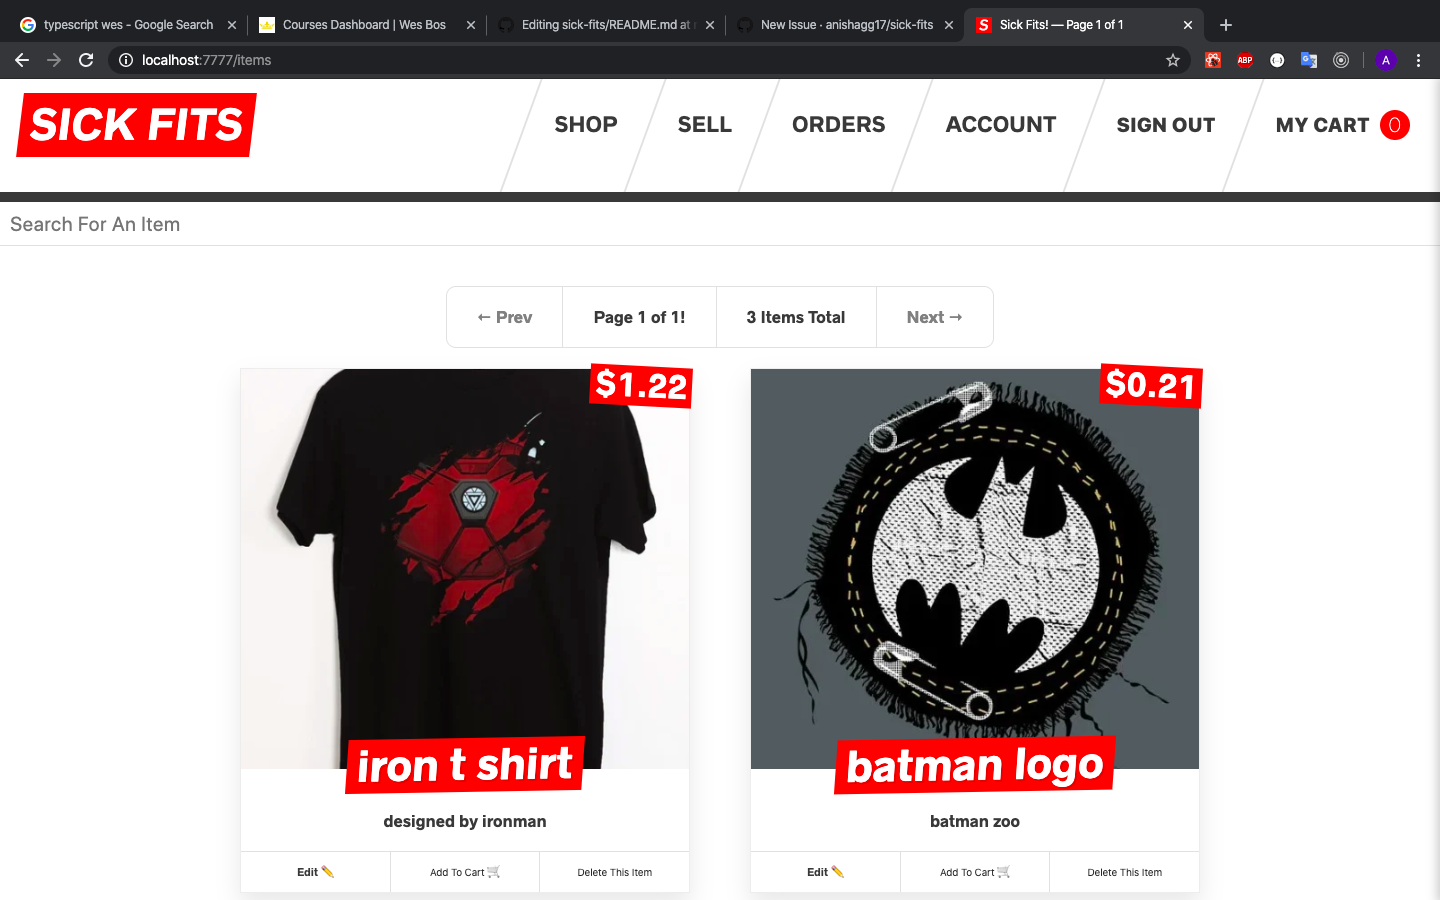 typescript wes - Google Search
Courses Dashboard | Wes Bos
Editing sick-fits/README.md at
New Issue · anishagg17/sick-fits
Sick Fits! — Page 1 of 1
localhost:7777/items
ABP
A
SICK FITS
SHOP
SELL
ORDERS
ACCOUNT
SIGN OUT
MY CART 0
Search For An Item
← Prev
Page 1 of 1!
3 Items Total
Next →
$1.22
iron t shirt
designed by ironman
Edit ✏️
Add To Cart 🛒
Delete This Item
$0.21
batman logo
batman zoo
Edit ✏️
Add To Cart 🛒
Delete This Item